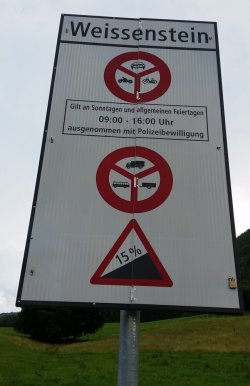 Weissenstein
Gilt an Sonntagen und allgemeinen Feiertagen
09:00 - 16:00 Uhr
ausgenommen mit Polizeibewilligung
15%